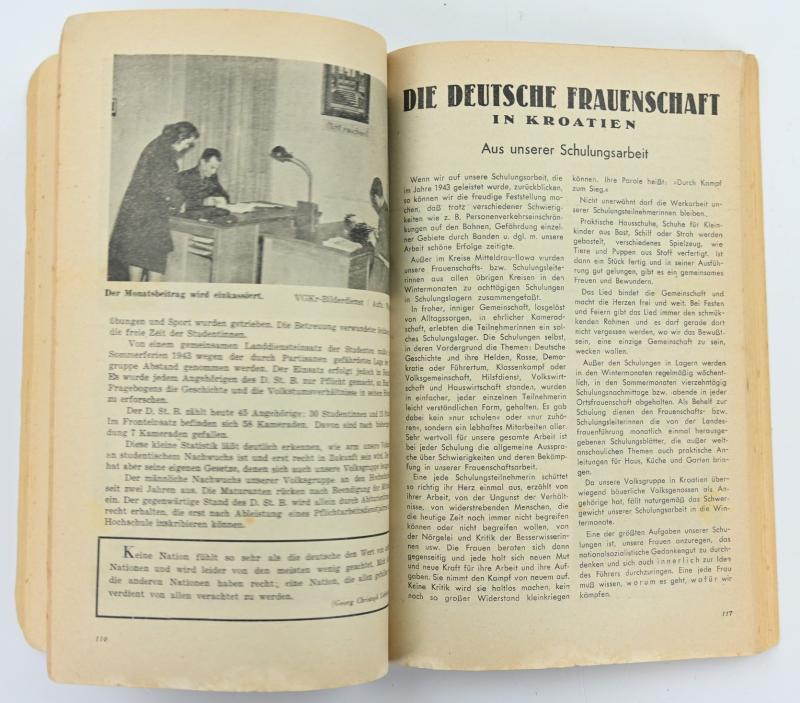 Der Monatsbeitrag wird einkassiert.
VGKr-Bilderdienst
übungen und Sport wurden getrieben. Die Betreuung verwundeter
die freie Zeit der Studentinnen.
Von einem gemeinsamen Landdiensteinsatz der Studenten
Sommerferien 1943 wegen der durch Partisanen gefährdeten Lage
gruppe Abstand genommen werden. Der Einsatz erfolgt jedoch in
Es wurde jedem Angehörigen des D. St. B. zur Pflicht gemacht,
Fragebogens die Geschichte und die Volkstumsverhältnisse in seinem
zu erforschen.
Der D. St. B. zählt heute 45 Angehörige: 30 Studentinnen und 15
Im Fronteinsatz befinden sich 58 Kameraden. Davon sind nach
dung 7 Kameraden gefallen.
Diese kleine Statistik läßt deutlich erkennen, wie arm unser
an studentischem Nachwuchs ist und erst recht in Zukunft sein wird.
hat aber seine eigenen Gesetze, denen sich auch unsere Volksgruppe
Der männliche Nachwuchs unserer Volksgruppe an den
seit zwei Jahren aus. Die Maturanten rücken nach Beendigung der
ein. Der gegenwärtige Stand des D. St. B. wird allein durch
recht erhalten, die erst nach Ableistung eines
Hochschule inskribieren können.
Keine Nation fühlt so sehr als die deutsche den Wert von
Nationen und wird leider von den meisten wenig geachtet.
die anderen Nationen haben recht; eine Nation, die allen
verdient von allen verachtet zu werden.
(Georg Christoph
116
DIE DEUTSCHE FRAUENSCHAFT
IN KROATIEN
Aus unserer Schulungsarbeit
Wenn wir auf unsere Schulungsarbeit, die
im Jahre 1943 geleistet wurde, zurückblicken,
so können wir die freudige Feststellung ma-
chen, daß trotz verschiedener Schwierig-
keiten wie z. B. Personenverkehrseinschrän-
kungen auf den Bahnen, Gefährdung einzel-
ner Gebiete durch Banden u. dgl. m. unsere
Arbeit schöne Erfolge zeitigte.
Außer im Kreise Mitteldrau-Ilowa wurden
unsere Frauenschafts- bzw. Schulungsleite-
rinnen aus allen übrigen Kreisen in den
Wintermonaten zu achttägigen Schulungen
in Schulungslagern zusammengefaßt.
In froher, inniger Gemeinschaft, losgelöst
von Alltagssorgen, in ehrlicher Kamerad-
schaft, erlebten die Teilnehmerinnen ein sol-
ches Schulungslager. Die Schulungen selbst,
in deren Vordergrund die Themen: Deutsche
Geschichte und ihre Helden, Rasse, Demo-
kratie oder Führertum, Klassenkampf oder
Volksgemeinschaft, Hilfsdienst, Volkswirt-
schaft und Hauswirtschaft standen, wurden
in einfacher, jeder einzelnen Teilnehmerin
leicht verständlichen Form, gehalten. Es gab
dabei kein »nur schulen« oder »nur zuhö-
ren«, sondern ein lebhaftes Mitarbeiten aller.
Sehr wertvoll für unsere gesamte Arbeit ist
bei jeder Schulung die allgemeine Ausspra-
che über Schwierigkeiten und deren Bekämp-
fung in unserer Frauenschaftsarbeit.
Eine jede Schulungsteilnehmerin schüttet
so richtig ihr Herz einmal aus, erzählt von
ihrer Arbeit, von der Ungunst der Verhält-
nisse, von widerstrebenden Menschen, die
die heutige Zeit noch immer nicht begreifen
können oder nicht begreifen wollen, von
der Nörgelei und Kritik der Besserwisserin-
nen usw. Die Frauen beraten sich dann
gegenseitig und jede holt sich neuen Mut
und neue Kraft für ihre Arbeit und ihre Auf-
gaben. Sie nimmt den Kampf von neuem auf.
Keine Kritik wird sie haltlos machen, kein
noch so großer Widerstand kleinkriegen
können. Ihre Parole heißt: »Durch Kampf
zum Sieg.«
Nicht unerwähnt darf die Werkarbeit un-
serer Schulungsteilnehmerinnen bleiben.
Praktische Hausschuhe, Schuhe für Klein-
kinder aus Bast, Schilf oder Stroh werden
gebastelt, verschiedenes Spielzeug, wie
Tiere und Puppen aus Stoff verfertigt. Ist
dann ein Stück fertig und in seiner Ausfüh-
rung gut gelungen, gibt es ein gemeinsames
Freuen und Bewundern.
Das Lied bindet die Gemeinschaft und
macht die Herzen frei und weit. Bei Festen
und Feiern gibt das Lied immer den schmük-
kenden Rahmen und es darf gerade dort
nicht vergessen werden, wo wir das Bewußt-
sein, eine einzige Gemeinschaft zu sein,
wecken wollen.
Außer den Schulungen in Lagern werden
in den Wintermonaten regelmäßig wöchent-
lich, in den Sommermonaten vierzehntägig
Schulungsnachmittage bzw. -abende in jeder
Ortsfrauenschaft abgehalten. Als Behelf zur
Schulung dienen den Frauenschafts- bzw.
Schulungsleiterinnen die von der Landes-
frauenführung monatlich einmal heraus-
gegebenen Schulungsblätter, die außer welt-
anschaulichen Themen auch praktische An-
leitungen für Haus, Küche und Garten brin-
gen.
Da unsere Volksgruppe in Kroatien über-
wiegend bäuerliche Volksgenossen als An-
gehörige hat, fällt naturgemäß das Schwer-
gewicht unserer Schulungsarbeit in die Win-
termonate.
Eine der größten Aufgaben unserer Schu-
lungen ist, unsere Frauen anzuregen, das
nationalsozialistische Gedankengut zu durch-
denken und sich auch innerlich zur Idee
des Führers durchzuringen. Eine jede Frau
muß wissen, worum es geht, wofür wir
kämpfen.
117